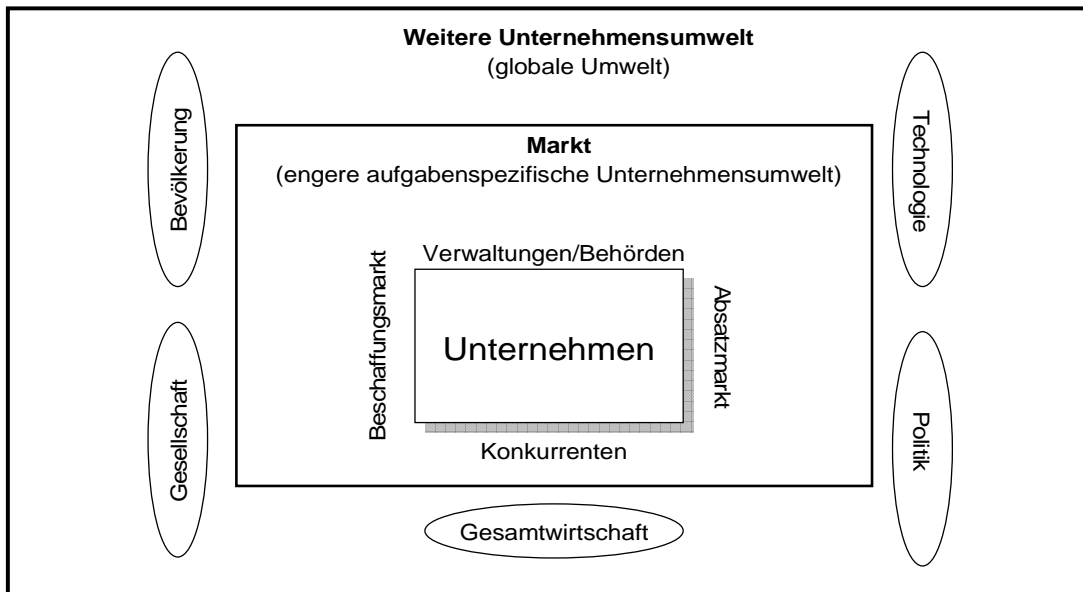 Weitere Unternehmensumwelt
(globale Umwelt)
Bevölkerung
Technologie
Markt
(engere aufgabenspezifische Unternehmensumwelt)
Verwaltungen/Behörden
Beschaffungsmarkt
Unternehmen
Absatzmarkt
Konkurrenten
Gesellschaft
Politik
Gesamtwirtschaft